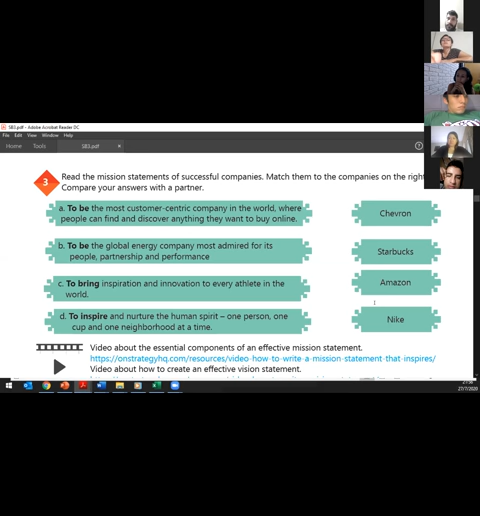 SB3.pdf - Adobe Acrobat Reader DC
File Edit View Window Help
Home Tools SB3.pdf ×
3 Read the mission statements of successful companies. Match them to the companies on the right
Compare your answers with a partner.
a. To be the most customer-centric company in the world, where
people can find and discover anything they want to buy online.
Chevron
b. To be the global energy company most admired for its
people, partnership and performance
Starbucks
c. To bring inspiration and innovation to every athlete in the
world.
Amazon
d. To inspire and nurture the human spirit – one person, one
cup and one neighborhood at a time.
Nike
Video about the essential components of an effective mission statement.
https://onstrategyhq.com/resources/video-how-to-write-a-mission-statement-that-inspires/
Video about how to create an effective vision statement.
27/7/2020